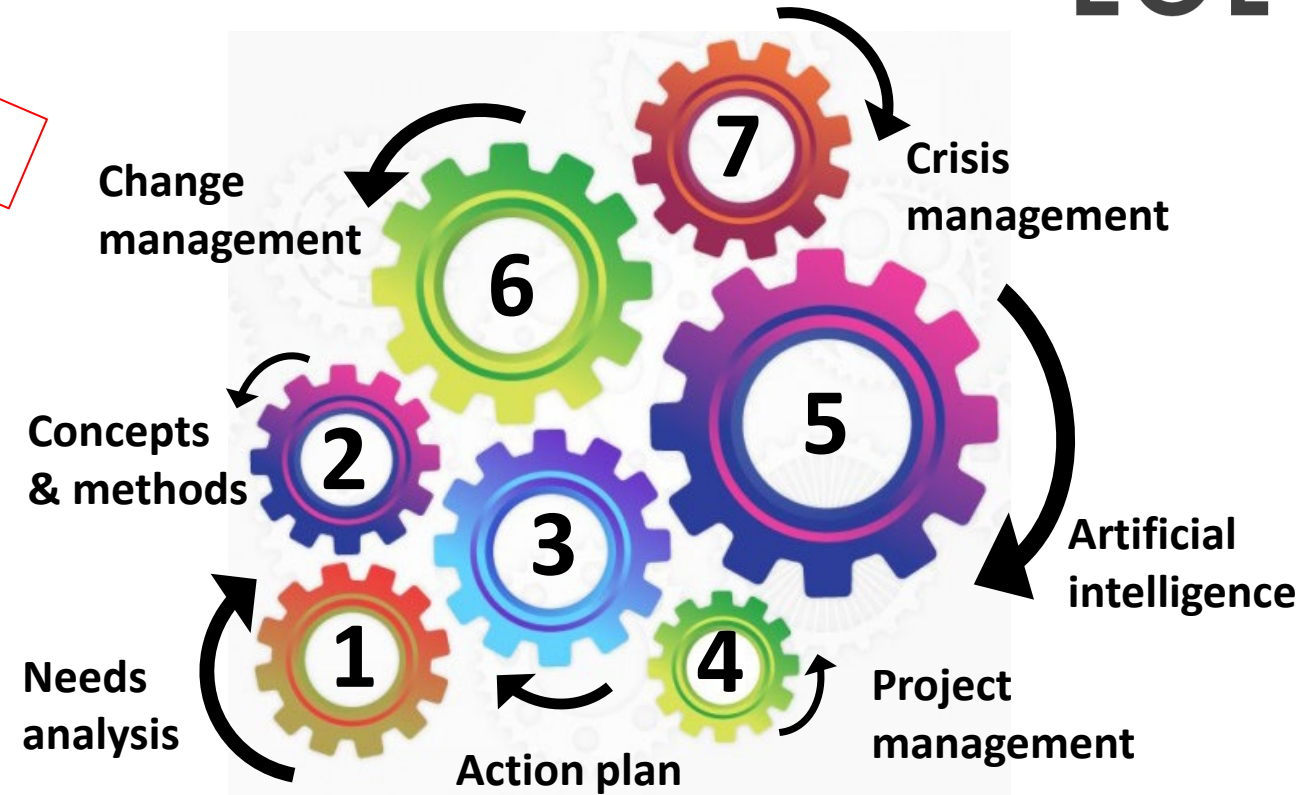 7
Crisis
management
Change
management
6
5
Concepts
& methods
2
3
Artificial
intelligence
1
4
Needs
analysis
Project
management
Action plan